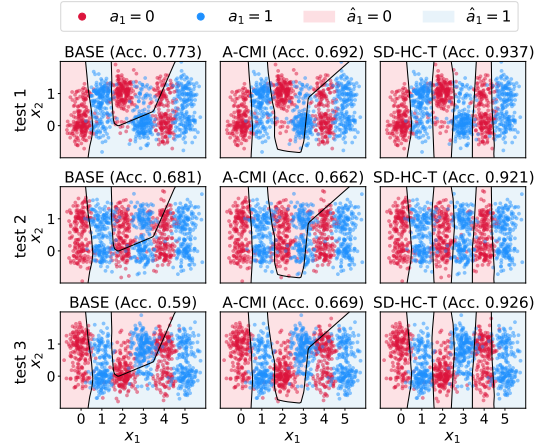 a₁ = 0 a₁ = 1 â₁ = 0 â₁ = 1
BASE (Acc. 0.773) A-CMI (Acc. 0.692) SD-HC-T (Acc. 0.937)
test 1
x₂
1
0
BASE (Acc. 0.681) A-CMI (Acc. 0.662) SD-HC-T (Acc. 0.921)
test 2
x₂
1
0
BASE (Acc. 0.59) A-CMI (Acc. 0.669) SD-HC-T (Acc. 0.926)
test 3
x₂
1
0
0 1 2 3 4 5 0 1 2 3 4 5 0 1 2 3 4 5
x₁ x₁ x₁